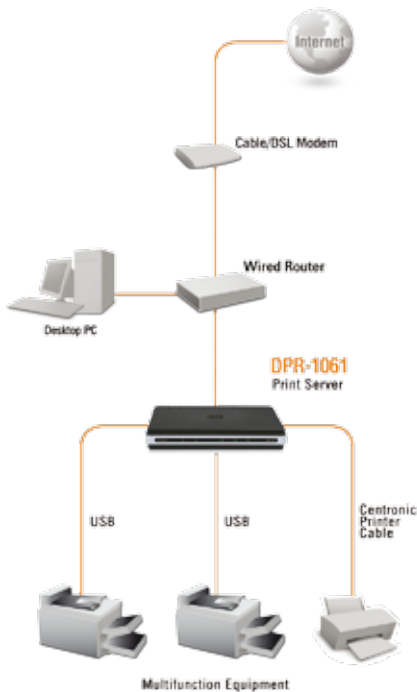 Internet
Cable/DSL Modem
Wired Router
Desktop PC
DPR-1061
Print Server
USB
USB
Centronic
Printer
Cable
Multifunction Equipment